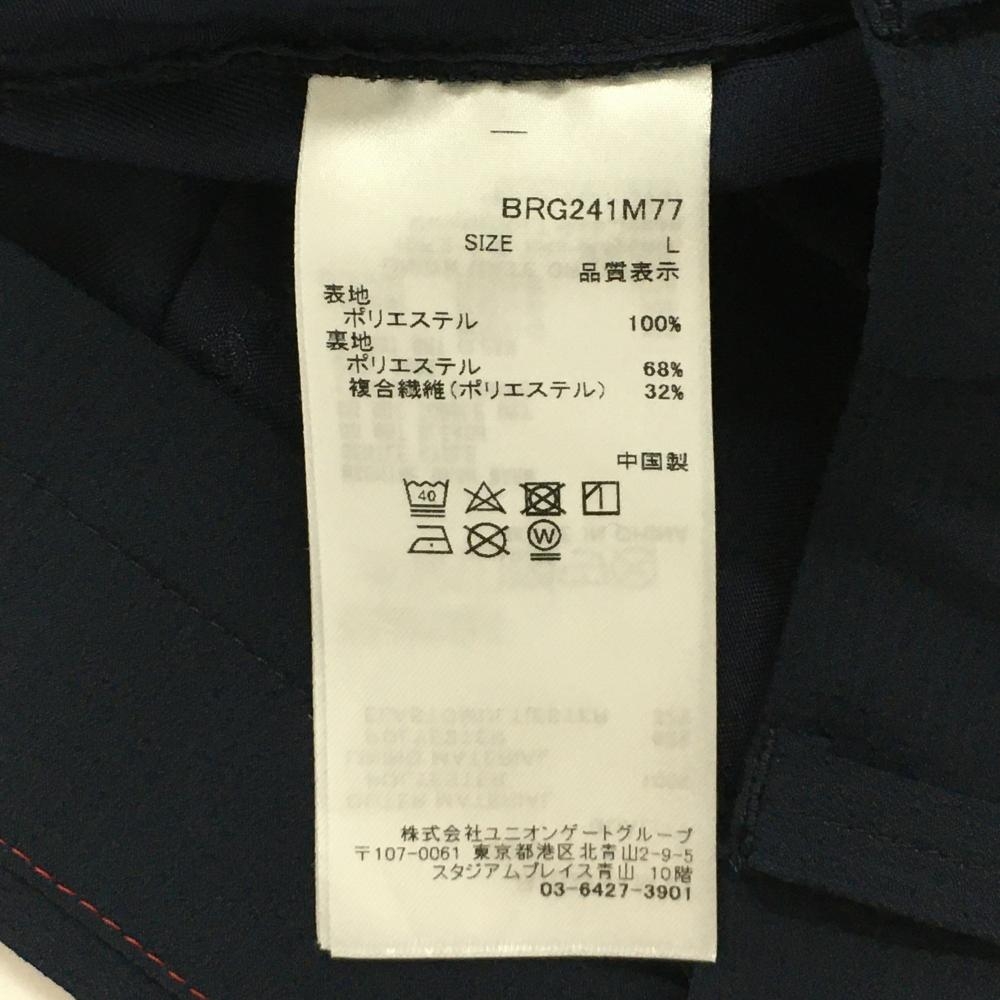 BRG241M77
SIZE L
品質表示
表地
ポリエステル 100%
裏地
ポリエステル 68%
複合繊維(ポリエステル) 32%
中国製
40
W
株式会社ユニオンゲートグループ
〒107-0061 東京都港区北青山2-9-5
スタジアムプレイス青山 10階
03-6427-3901